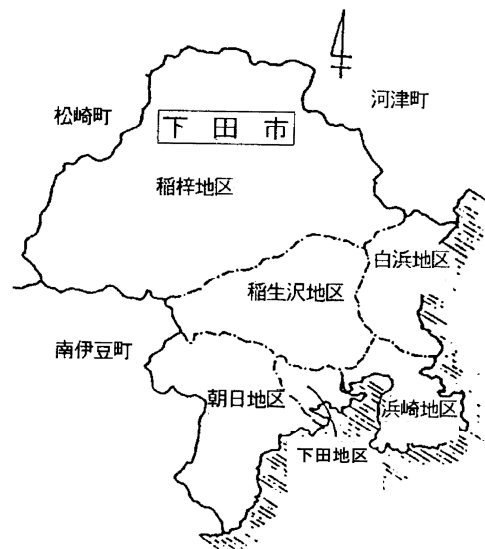 河津町
松崎町
下田市
稲梓地区
白浜地区
稲生沢地区
南伊豆町
朝日地区
浜崎地区
下田地区